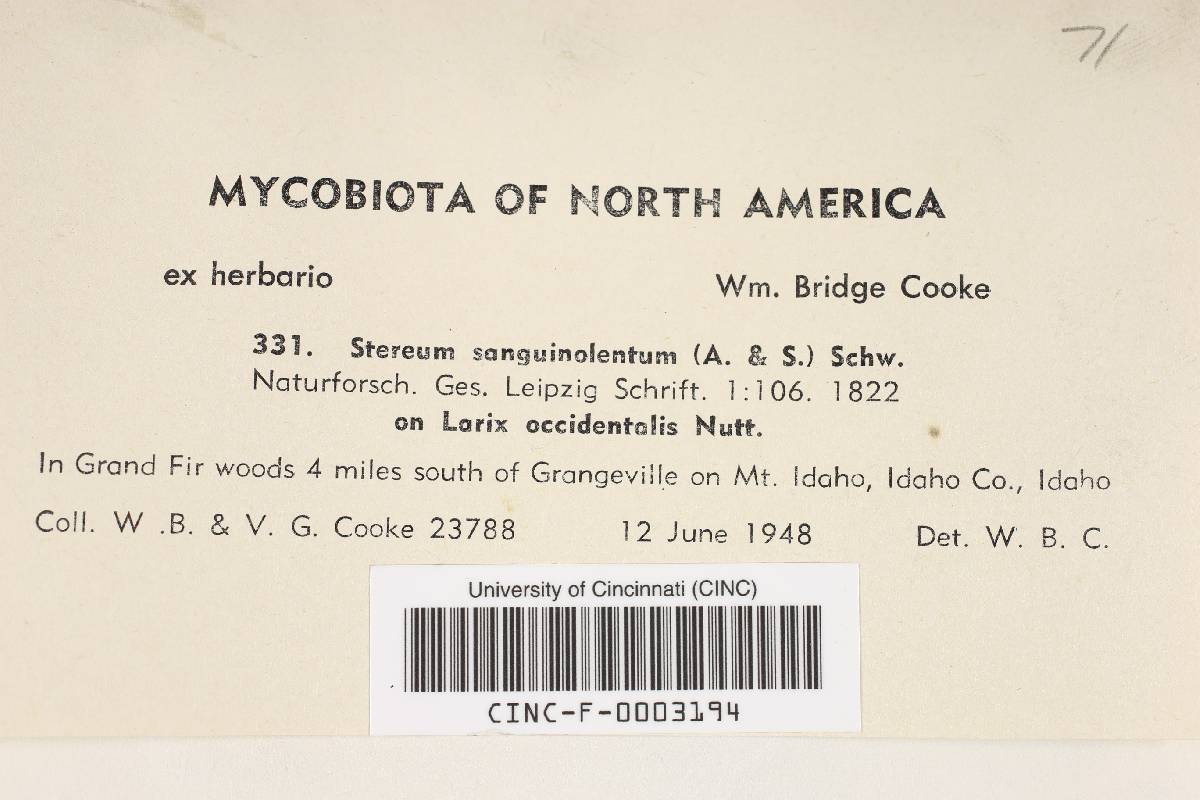 71
MYCOBIOTA OF NORTH AMERICA
ex herbario Wm. Bridge Cooke
331. Stereum sanguinolentum (A. & S.) Schw.
Naturforsch. Ges. Leipzig Schrift. 1:106. 1822
on Larix occidentalis Nutt.
In Grand Fir woods 4 miles south of Grangeville on Mt. Idaho, Idaho Co., Idaho
Coll. W .B. & V. G. Cooke 23788 12 June 1948 Det. W. B. C.
University of Cincinnati (CINC)
CINC-F-0003194